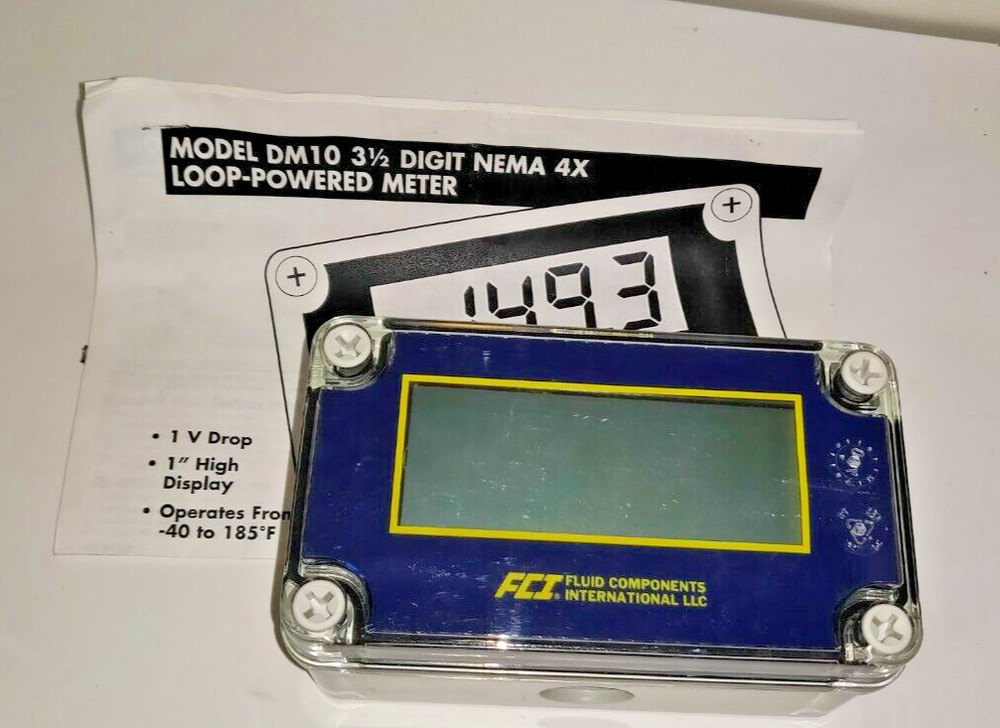 MODEL DM10 3½ DIGIT NEMA 4X
LOOP-POWERED METER
1493
• 1 V Drop
• 1" High
Display
• Operates From
-40 to 185°F
FCI® FLUID COMPONENTS
INTERNATIONAL LLC